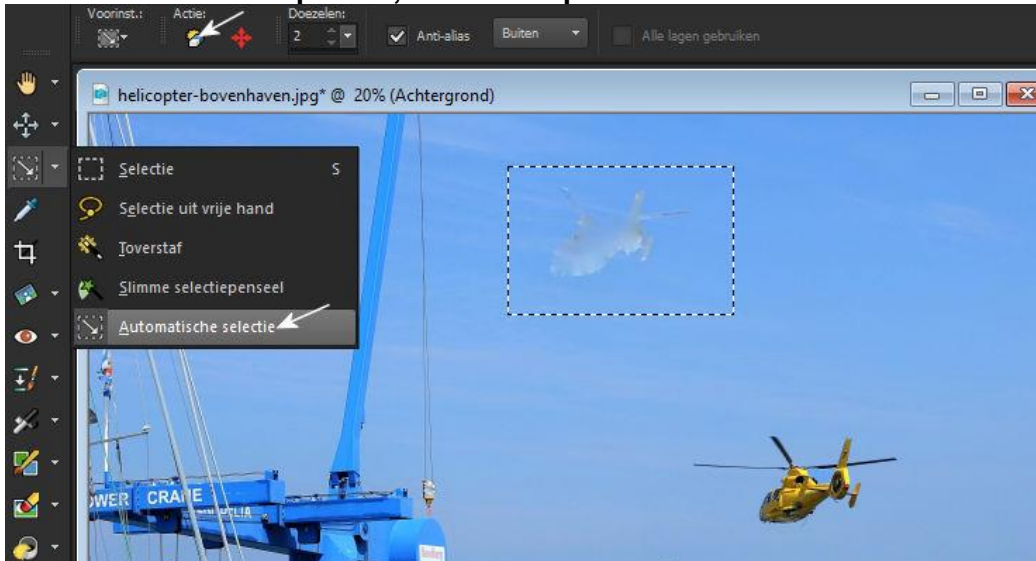 Voorinst.: Actie: Doezelen:
2 Anti-alias Buiten Alle lagen gebruiken
helicopter-bovenhaven.jpg* @ 20% (Achtergrond)
Selectie S
Selectie uit vrije hand
Toverstaf
Slimme selectiepenseel
Automatische selectie
OWER CRANE